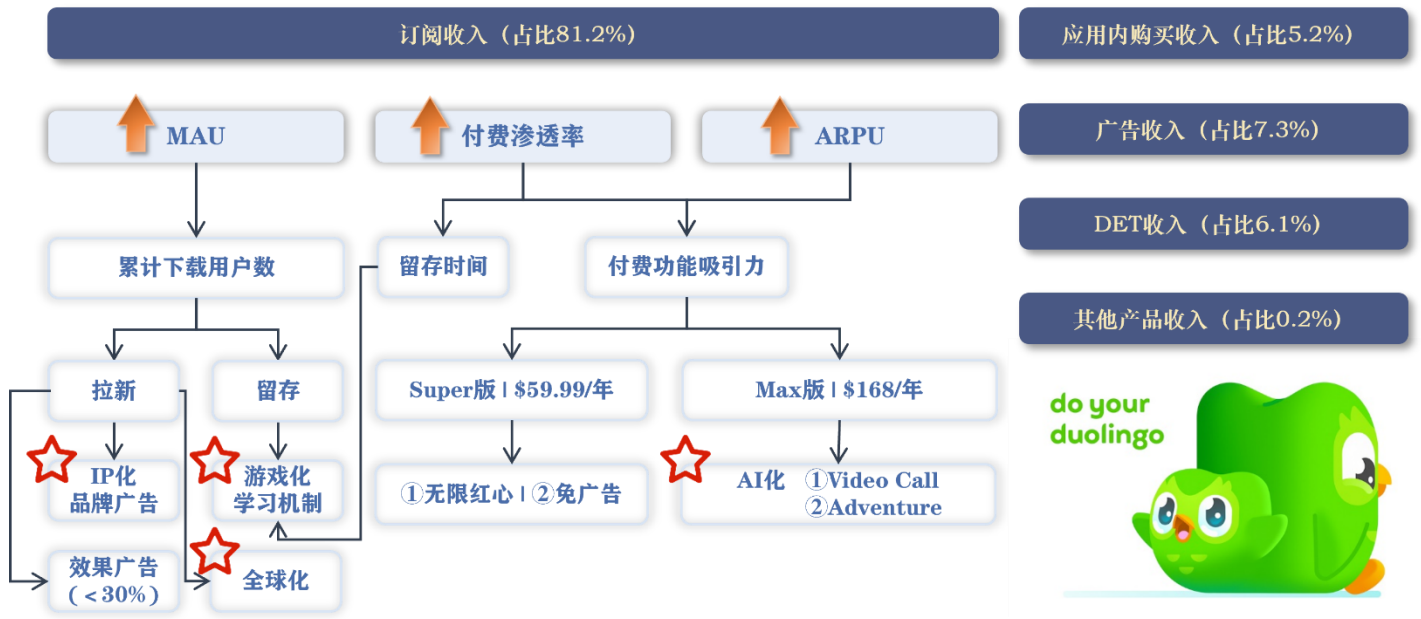 订阅收入（占比81.2%）
应用内购买收入（占比5.2%）
MAU
付费渗透率
ARPU
广告收入（占比7.3%）
DET收入（占比6.1%）
累计下载用户数
留存时间
付费功能吸引力
其他产品收入（占比0.2%）
拉新
留存
Super版 | $59.99/年
Max版 | $168/年
do your
duolingo
IP化
品牌广告
游戏化
学习机制
①无限红心 | ②免广告
AI化 ①Video Call
②Adventure
效果广告
(＜30%)
全球化